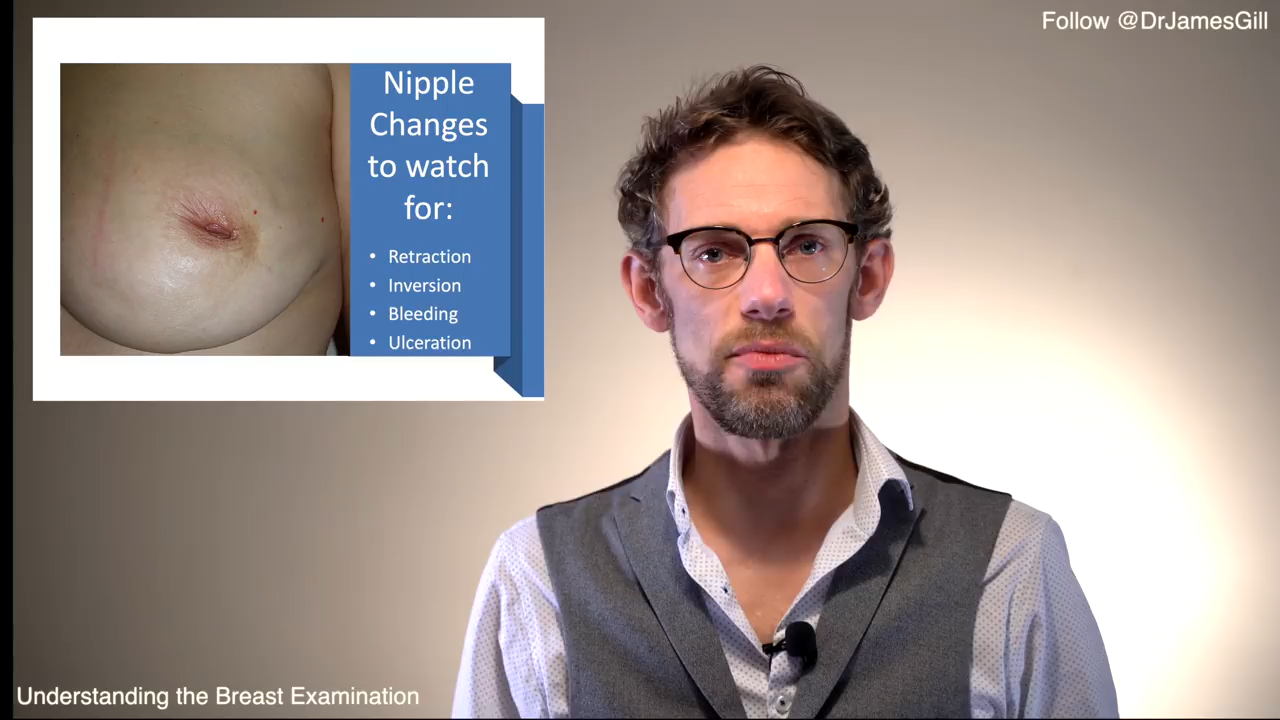 Follow @DrJamesGill
Nipple
Changes
to watch
for:
• Retraction
• Inversion
• Bleeding
• Ulceration
Understanding the Breast Examination